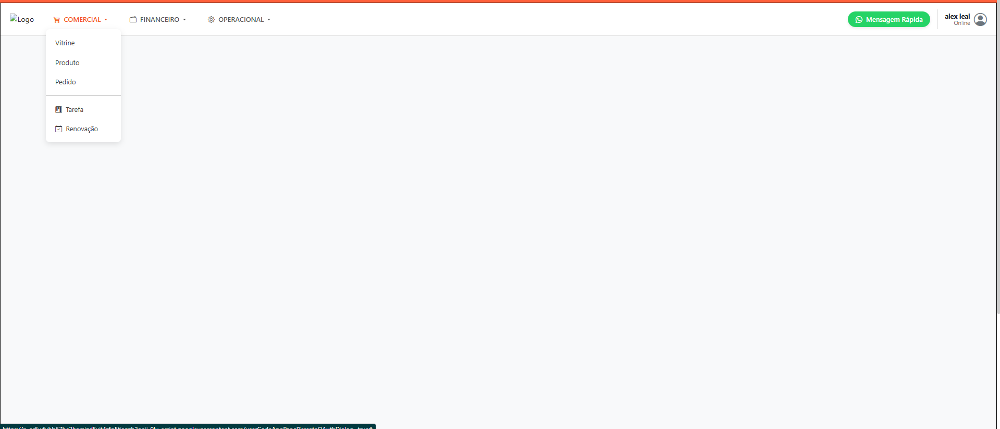 Logo
COMERCIAL
FINANCEIRO
OPERACIONAL
Mensagem Rápida
alex leal
Online
Vitrine
Produto
Pedido
Tarefa
Renovação